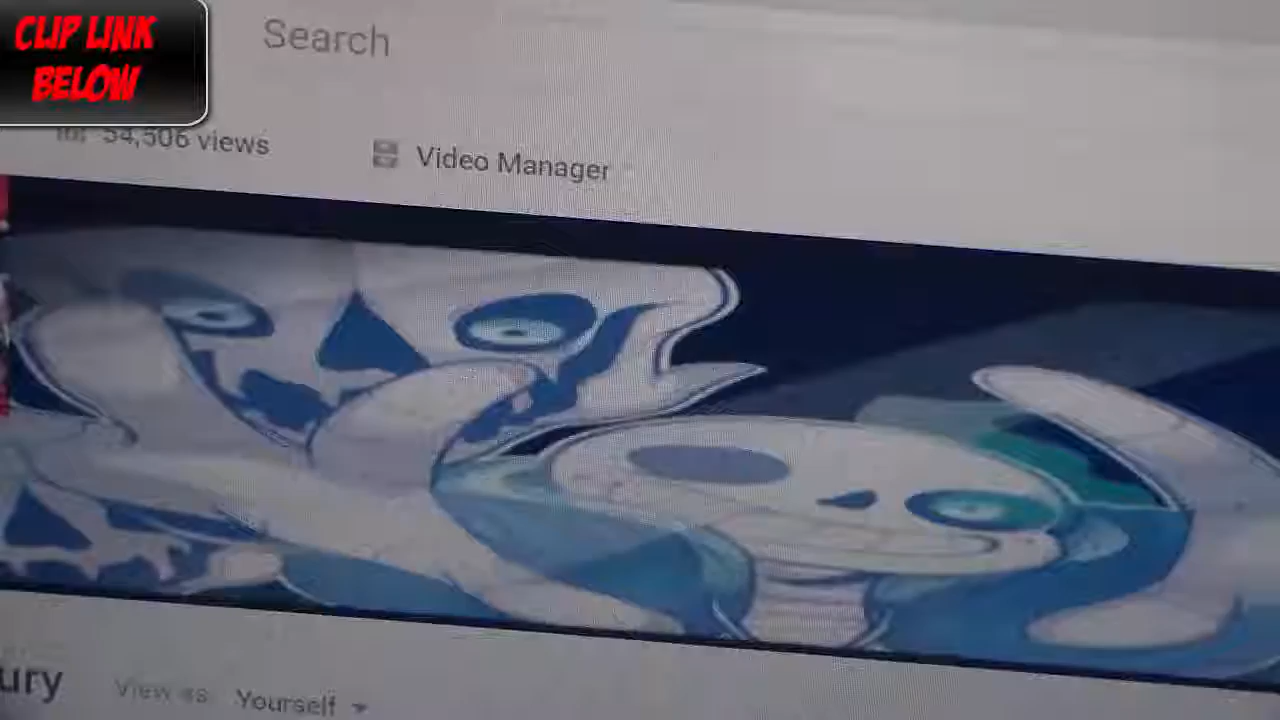 CLIP LINK
BELOW
Search
54,506 views
Video Manager
ury
View as: Yourself